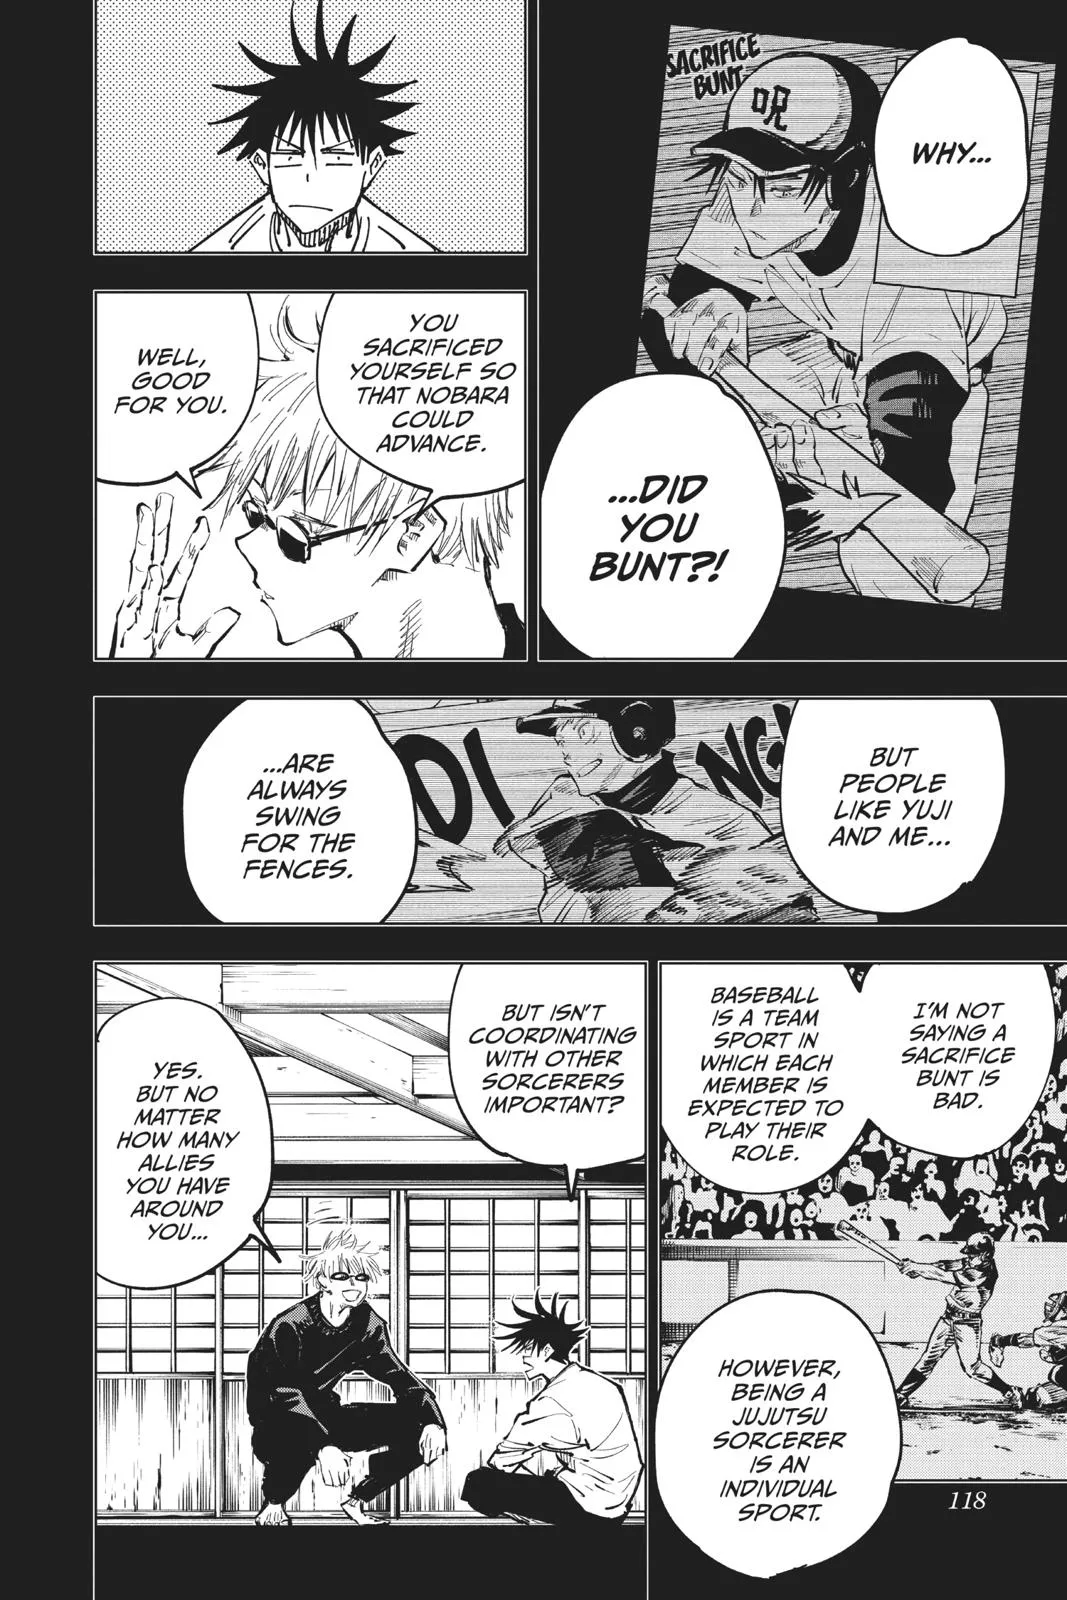 SACRIFICE
BUNT
呪
WHY...
...DID
YOU
BUNT?!
YOU
SACRIFICED
YOURSELF SO
THAT NOBARA
COULD
ADVANCE.
WELL,
GOOD
FOR YOU.
BUT
PEOPLE
LIKE YUJI
AND ME...
DING
...ARE
ALWAYS
SWING
FOR THE
FENCES.
I'M NOT
SAYING A
SACRIFICE
BUNT IS
BAD.
BASEBALL
IS A TEAM
SPORT IN
WHICH EACH
MEMBER IS
EXPECTED TO
PLAY THEIR
ROLE.
HOWEVER,
BEING A
JUJUTSU
SORCERER
IS AN
INDIVIDUAL
SPORT.
BUT ISN'T
COORDINATING
WITH OTHER
SORCERERS
IMPORTANT?
YES.
BUT NO
MATTER
HOW MANY
ALLIES
YOU HAVE
AROUND
YOU...
118